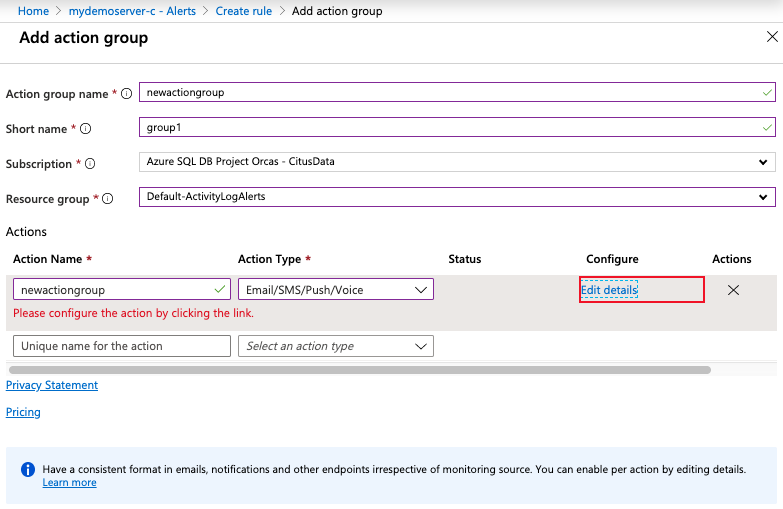 Home > mydemoserver-c - Alerts > Create rule > Add action group
Add action group
Action group name * newactiongroup
Short name * group1
Subscription * Azure SQL DB Project Orcas - CitusData
Resource group * Default-ActivityLogAlerts
Actions
Action Name * Action Type * Status Configure Actions
newactiongroup Email/SMS/Push/Voice Edit details
Please configure the action by clicking the link.
Unique name for the action Select an action type
Privacy Statement
Pricing
Have a consistent format in emails, notifications and other endpoints irrespective of monitoring source. You can enable per action by editing details.
Learn more